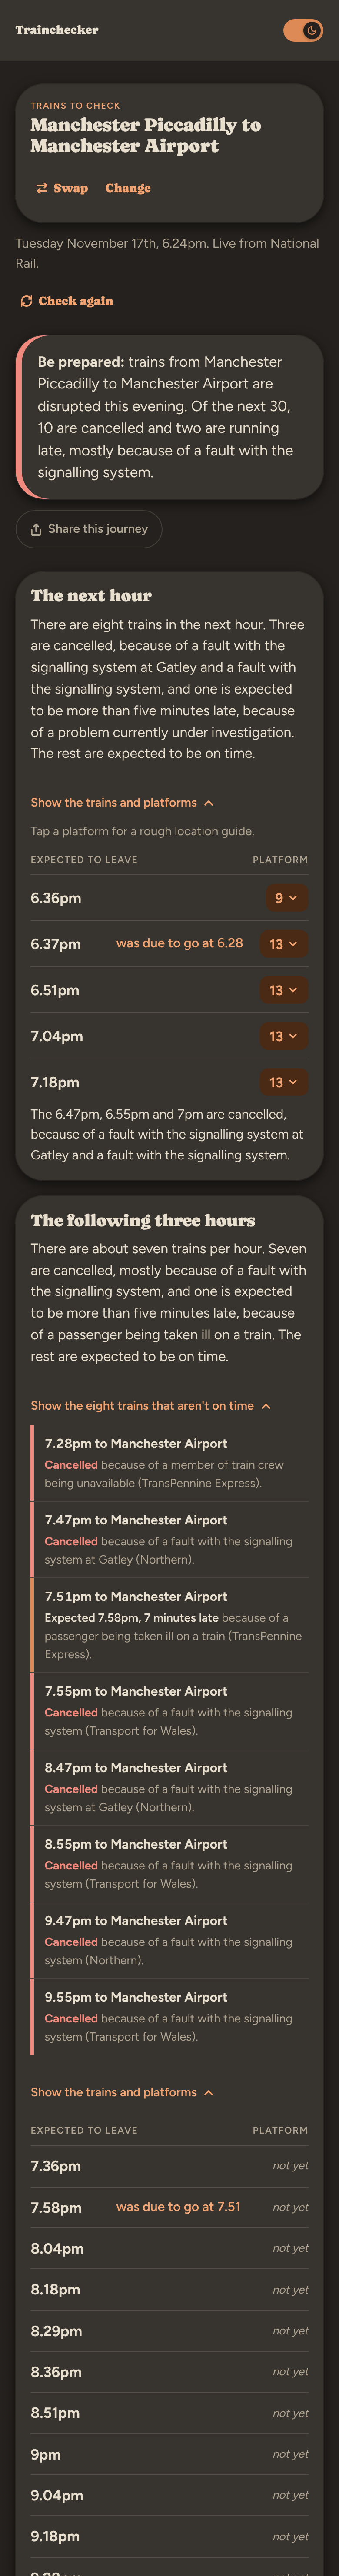 Trainchecker
TRAINS TO CHECK
Manchester Piccadilly to
Manchester Airport
Swap Change
Tuesday November 17th, 6.24pm. Live from National
Rail.
Check again
Be prepared: trains from Manchester
Piccadilly to Manchester Airport are
disrupted this evening. Of the next 30,
10 are cancelled and two are running
late, mostly because of a fault with the
signalling system.
Share this journey
The next hour
There are eight trains in the next hour. Three
are cancelled, because of a fault with the
signalling system at Gatley and a fault with
the signalling system, and one is expected
to be more than five minutes late, because
of a problem currently under investigation.
The rest are expected to be on time.
Show the trains and platforms
Tap a platform for a rough location guide.
EXPECTED TO LEAVE PLATFORM
6.36pm 9
6.37pm was due to go at 6.28 13
6.51pm 13
7.04pm 13
7.18pm 13
The 6.47pm, 6.55pm and 7pm are cancelled,
because of a fault with the signalling system at
Gatley and a fault with the signalling system.
The following three hours
There are about seven trains per hour. Seven
are cancelled, mostly because of a fault with
the signalling system, and one is expected
to be more than five minutes late, because
of a passenger being taken ill on a train. The
rest are expected to be on time.
Show the eight trains that aren't on time
7.28pm to Manchester Airport
Cancelled because of a member of train crew
being unavailable (TransPennine Express).
7.47pm to Manchester Airport
Cancelled because of a fault with the signalling
system at Gatley (Northern).
7.51pm to Manchester Airport
Expected 7.58pm, 7 minutes late because of a
passenger being taken ill on a train (TransPennine
Express).
7.55pm to Manchester Airport
Cancelled because of a fault with the signalling
system (Transport for Wales).
8.47pm to Manchester Airport
Cancelled because of a fault with the signalling
system at Gatley (Northern).
8.55pm to Manchester Airport
Cancelled because of a fault with the signalling
system (Transport for Wales).
9.47pm to Manchester Airport
Cancelled because of a fault with the signalling
system (Northern).
9.55pm to Manchester Airport
Cancelled because of a fault with the signalling
system (Transport for Wales).
Show the trains and platforms
EXPECTED TO LEAVE PLATFORM
7.36pm not yet
7.58pm was due to go at 7.51 not yet
8.04pm not yet
8.18pm not yet
8.29pm not yet
8.36pm not yet
8.51pm not yet
9pm not yet
9.04pm not yet
9.18pm not yet